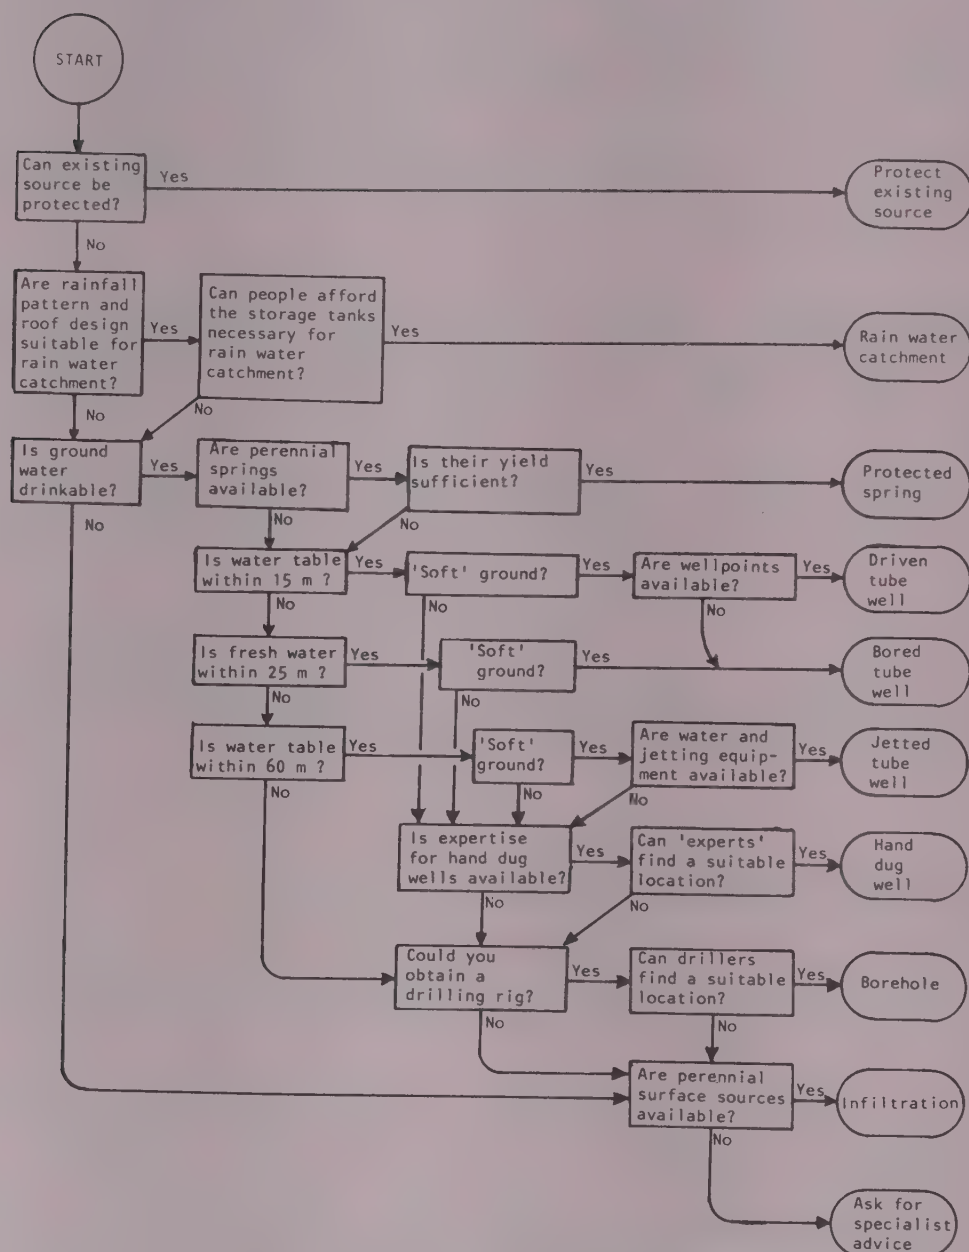 START
Can existing
source be
protected?
Yes
Protect
existing
source
No
Are rainfall
pattern and
roof design
suitable for
rain water
catchment?
Yes
Can people afford
the storage tanks
necessary for
rain water
catchment?
Yes
Rain water
catchment
No
No
Is ground
water
drinkable?
Yes
Are perennial
springs
available?
Yes
Is their yield
sufficient?
Yes
Protected
spring
No
No
No
Is water table
within 15 m ?
Yes
'Soft' ground?
Yes
Are wellpoints
available?
Yes
Driven
tube
well
No
No
No
Is fresh water
within 25 m ?
Yes
'Soft'
ground?
Yes
Bored
tube
well
No
No
Is water table
within 60 m ?
Yes
'Soft'
ground?
Yes
Are water and
jetting equip-
ment available?
Yes
Jetted
tube
well
No
No
No
Is expertise
for hand dug
wells available?
Yes
Can 'experts'
find a suitable
location?
Yes
Hand
dug
well
No
No
Could you
obtain a
drilling rig?
Yes
Can drillers
find a suitable
location?
Yes
Borehole
No
No
Are perennial
surface sources
available?
Yes
Infiltration
No
Ask for
specialist
advice